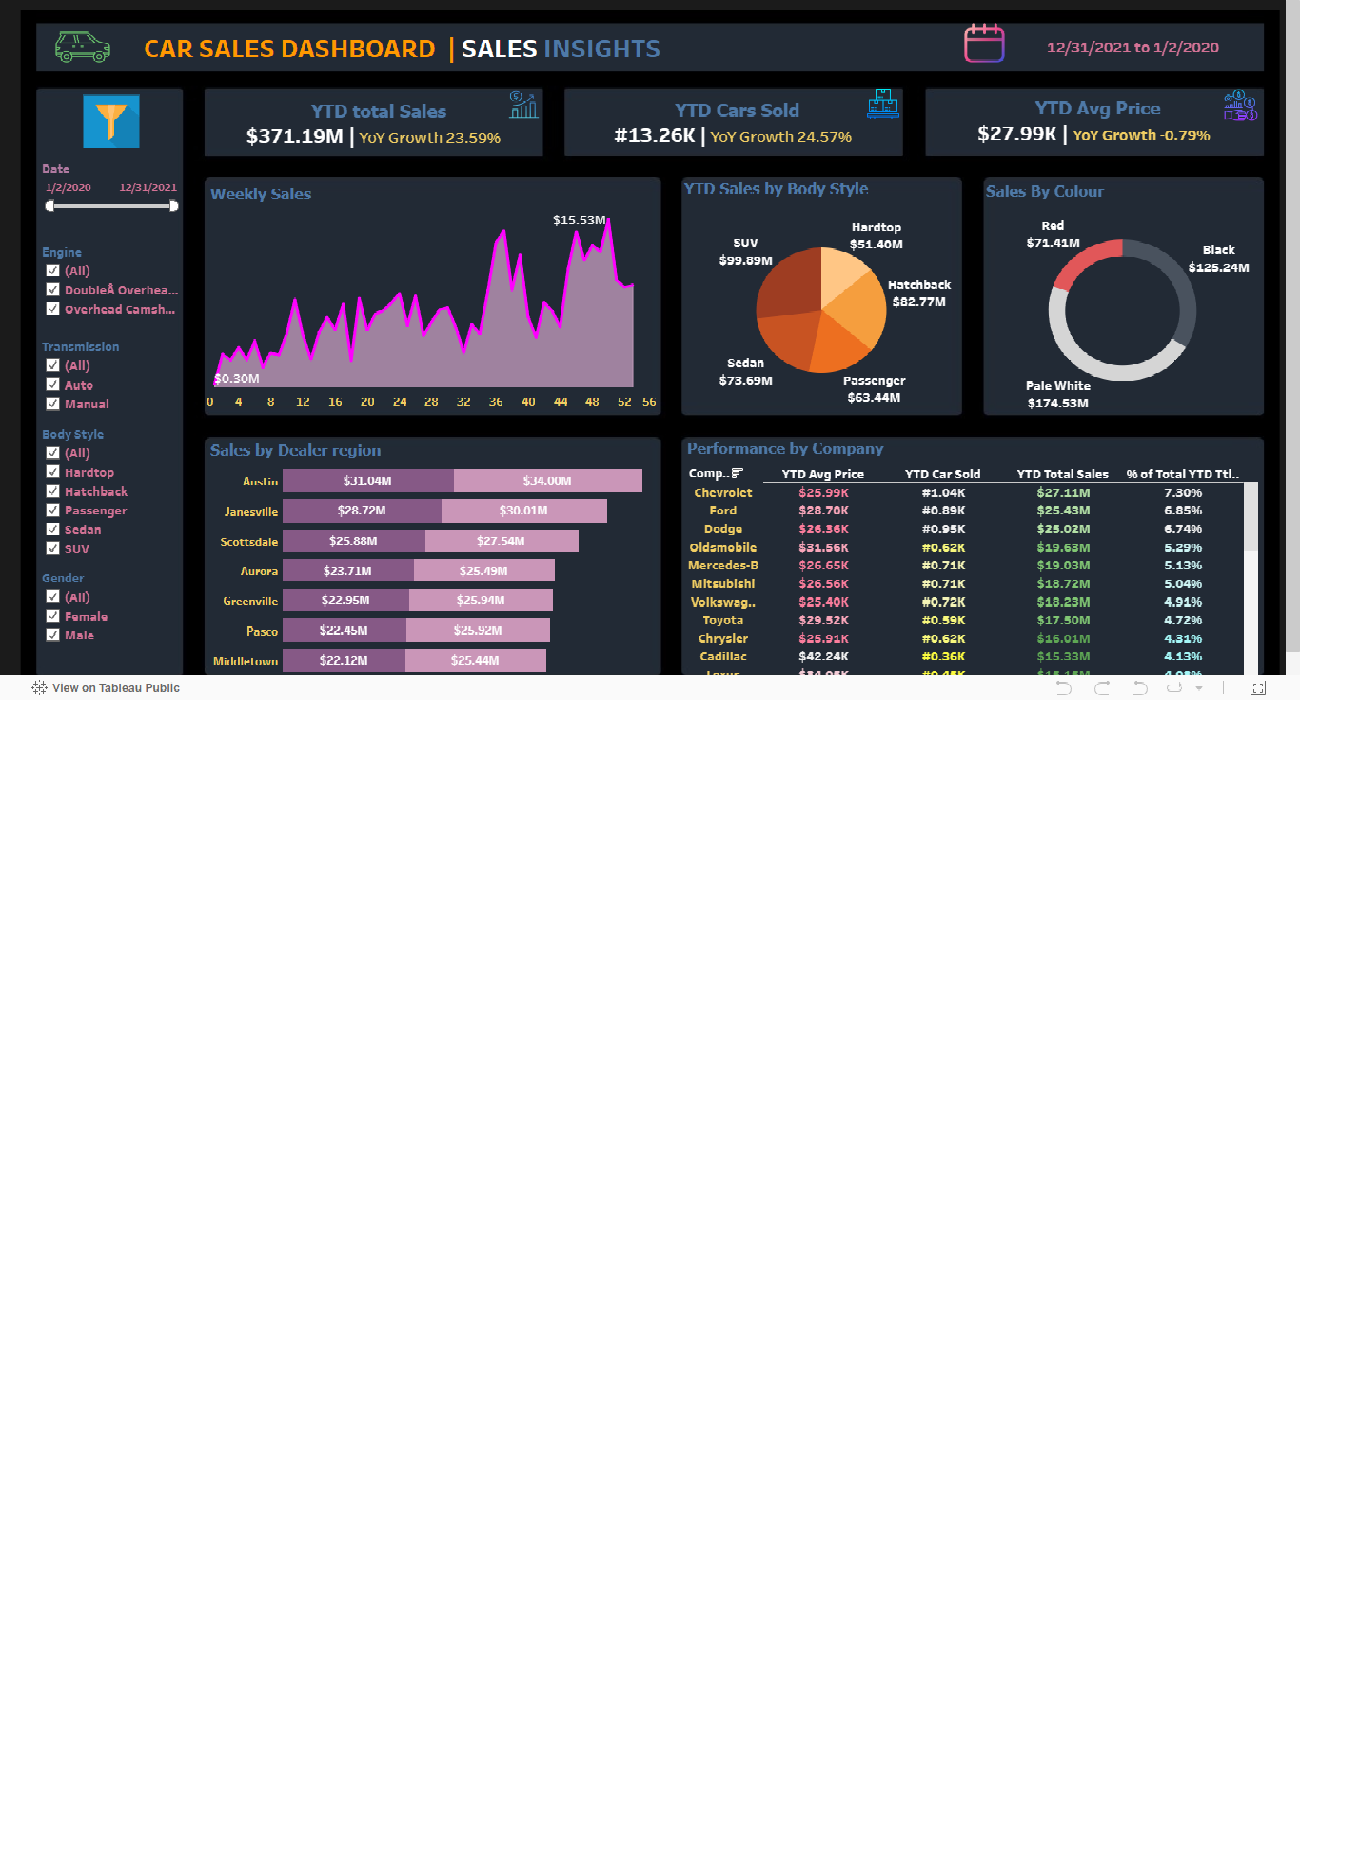 CAR SALES DASHBOARD | SALES INSIGHTS
12/31/2021 to 1/2/2020
YTD total Sales
$371.19M | YoY Growth 23.59%
YTD Cars Sold
#13.26K | YoY Growth 24.57%
YTD Avg Price
$27.99K | YoY Growth -0.79%
Date
1/2/2020 12/31/2021
Engine
(All)
DoubleÂ Overhea...
Overhead Camsh...
Transmission
(All)
Auto
Manual
Body Style
(All)
Hardtop
Hatchback
Passenger
Sedan
SUV
Gender
(All)
Female
Male
Weekly Sales
$15.53M
$0.30M
0 4 8 12 16 20 24 28 32 36 40 44 48 52 56
YTD Sales by Body Style
Hardtop
$51.40M
SUV
$99.89M
Hatchback
$82.77M
Sedan
$73.69M
Passenger
$63.44M
Sales By Colour
Red
$71.41M
Black
$125.24M
Pale White
$174.53M
Sales by Dealer region
Austin $31.04M $34.00M
Janesville $28.72M $30.01M
Scottsdale $25.88M $27.54M
Aurora $23.71M $25.49M
Greenville $22.95M $25.94M
Pasco $22.45M $25.92M
Middletown $22.12M $25.44M
Performance by Company
Comp.. YTD Avg Price YTD Car Sold YTD Total Sales % of Total YTD Ttl..
Chevrolet $25.99K #1.04K $27.11M 7.30%
Ford $28.70K #0.89K $25.43M 6.85%
Dodge $26.36K #0.95K $25.02M 6.74%
Oldsmobile $31.56K #0.62K $19.63M 5.29%
Mercedes-B $26.65K #0.71K $19.03M 5.13%
Mitsubishi $26.56K #0.71K $18.72M 5.04%
Volkswag.. $25.40K #0.72K $18.23M 4.91%
Toyota $29.52K #0.59K $17.50M 4.72%
Chrysler $25.91K #0.62K $16.01M 4.31%
Cadillac $42.24K #0.36K $15.33M 4.13%
View on Tableau Public